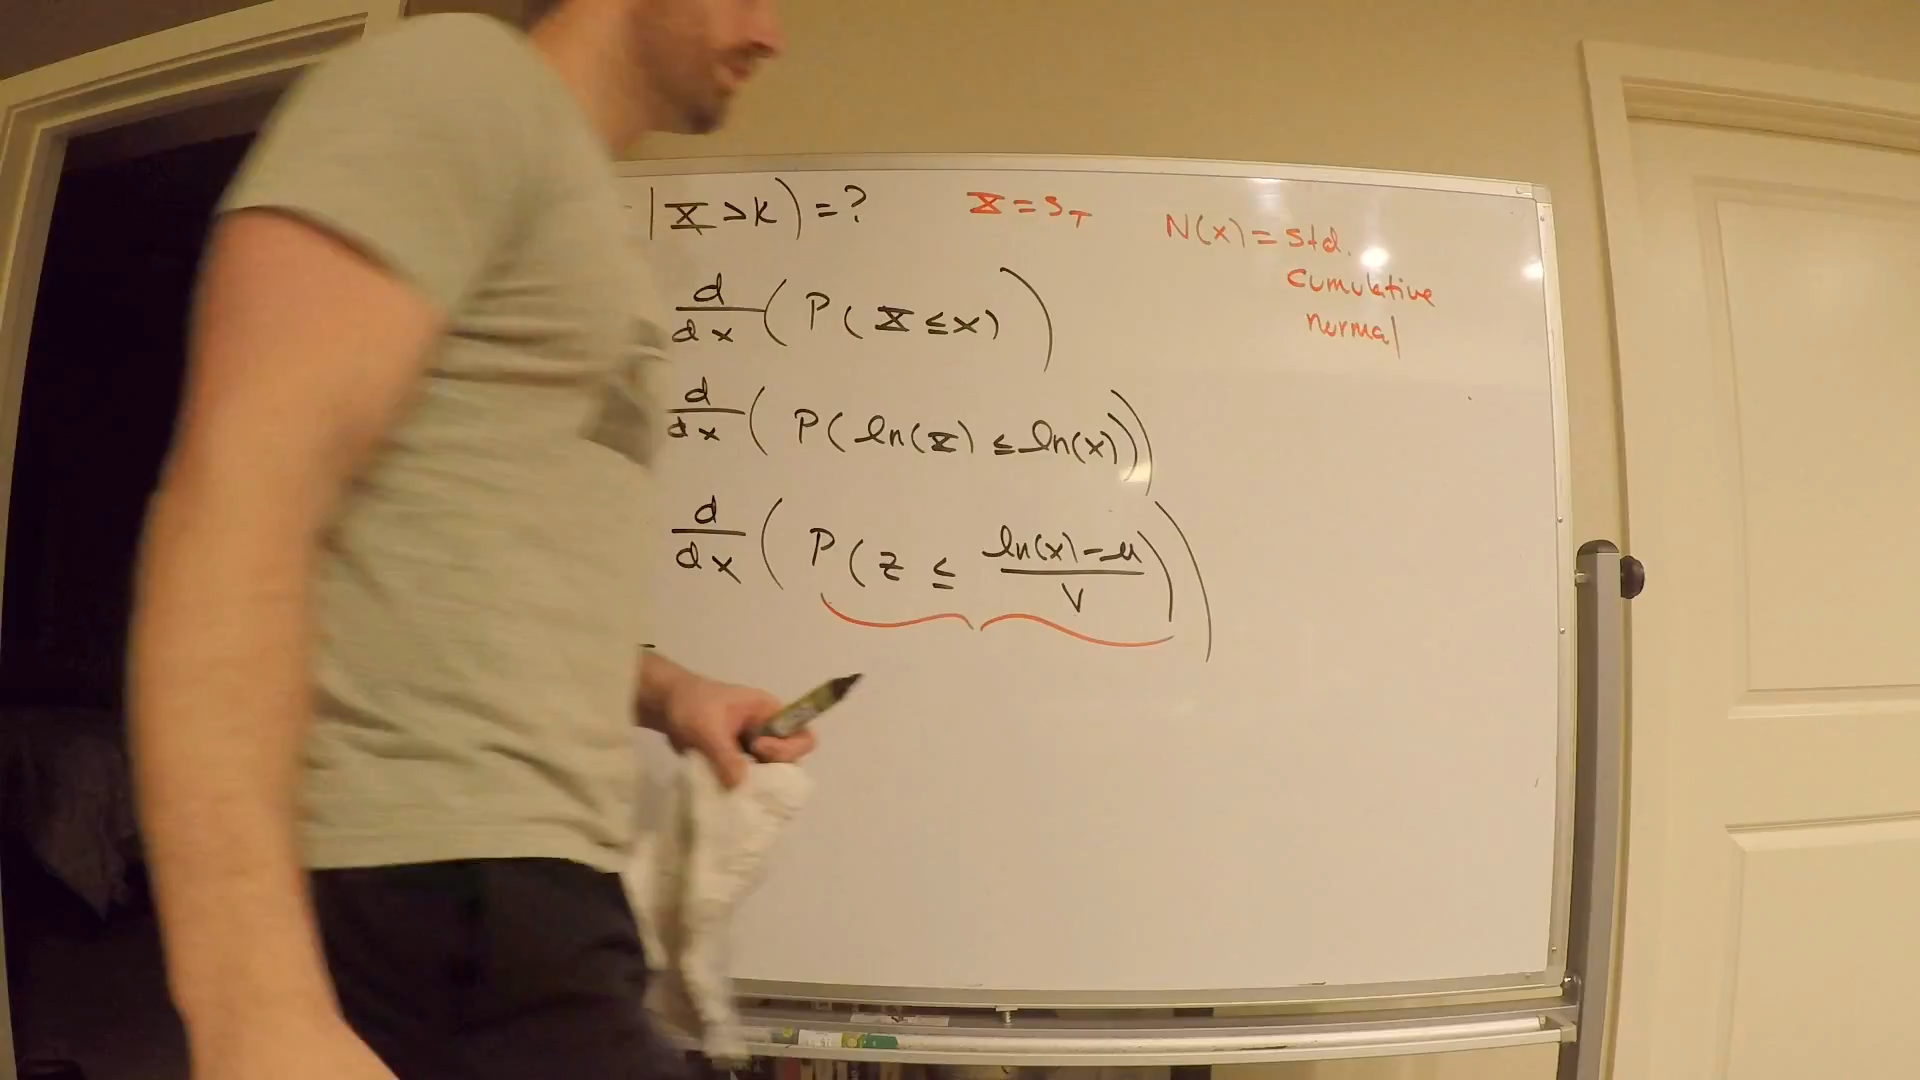 | X > K ) = ?
X = S_T
N(x) = std.
cumulative
normal
d/dx ( P ( X ≤ x ) )
d/dx ( P ( ln(X) ≤ ln(x) ) )
d/dx ( P ( z ≤ (ln(x) - μ)/v ) )